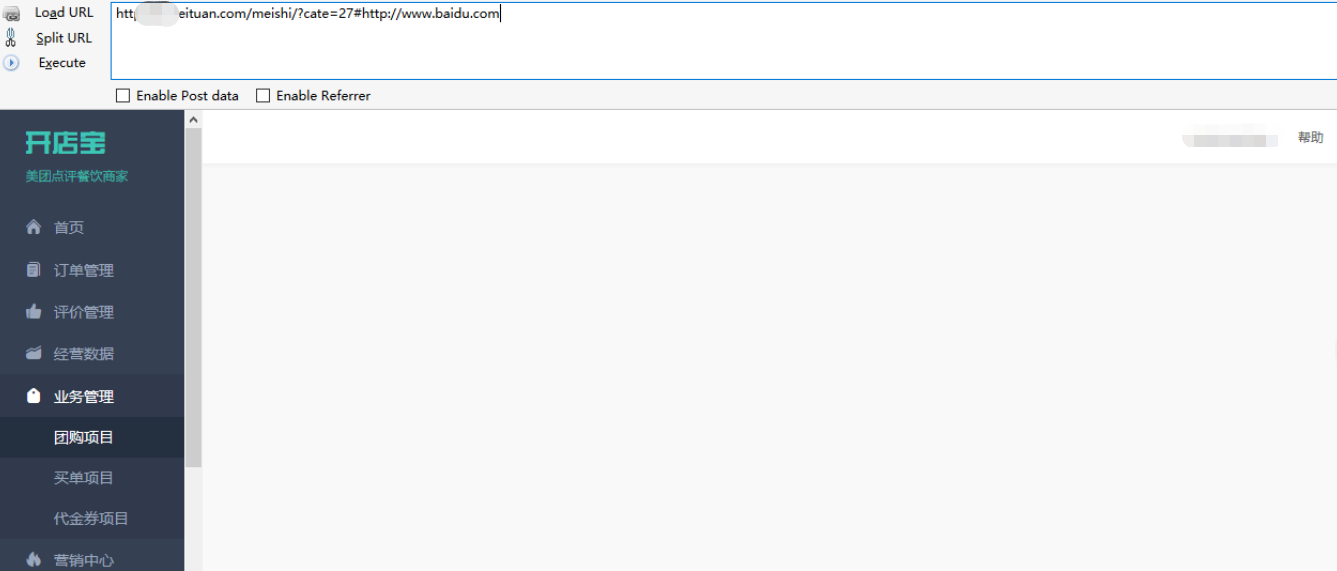 Load URL
htt eituan.com/meishi/?cate=27#http://www.baidu.com
Split URL
Execute
Enable Post data
Enable Referrer
开店宝
美团点评餐饮商家
帮助
首页
订单管理
评价管理
经营数据
业务管理
团购项目
买单项目
代金券项目
营销中心